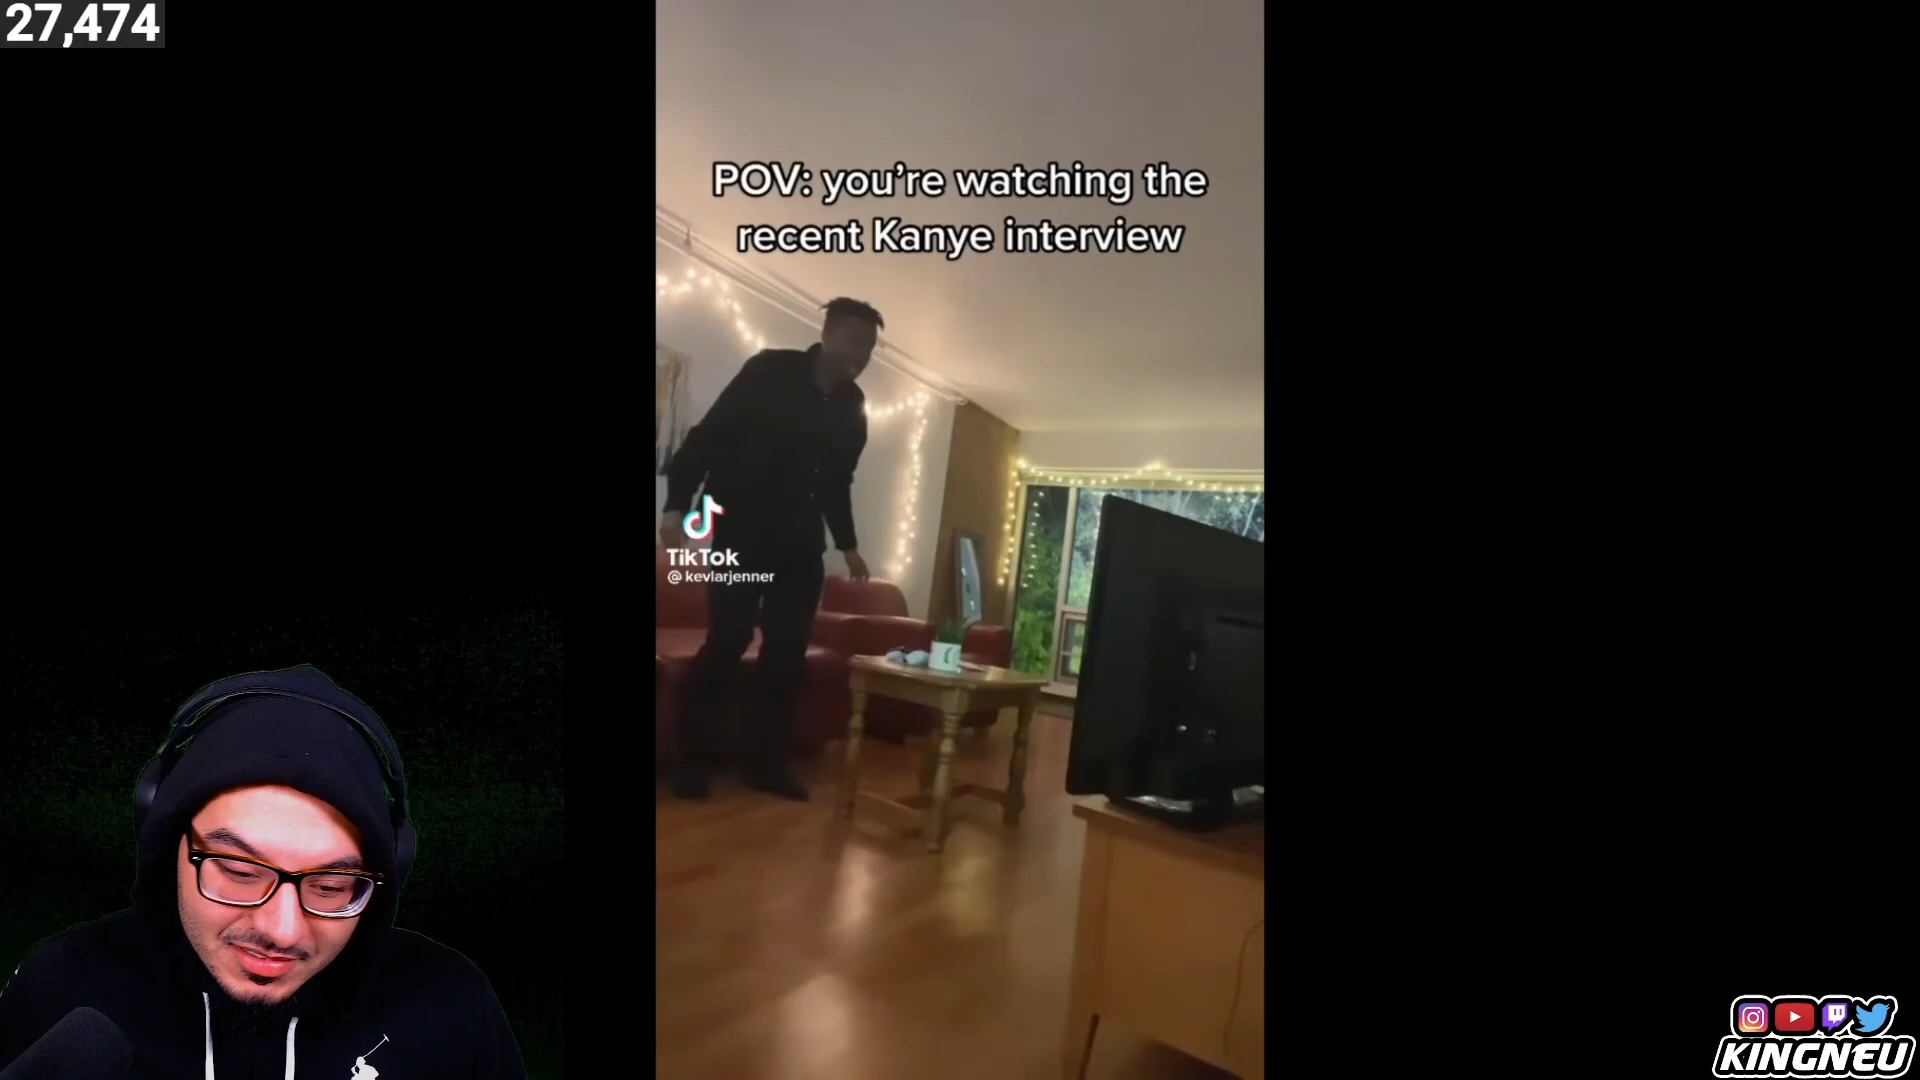 27,474
POV: you're watching the
recent Kanye interview
TikTok
@kevlarjenner
KINGNEU